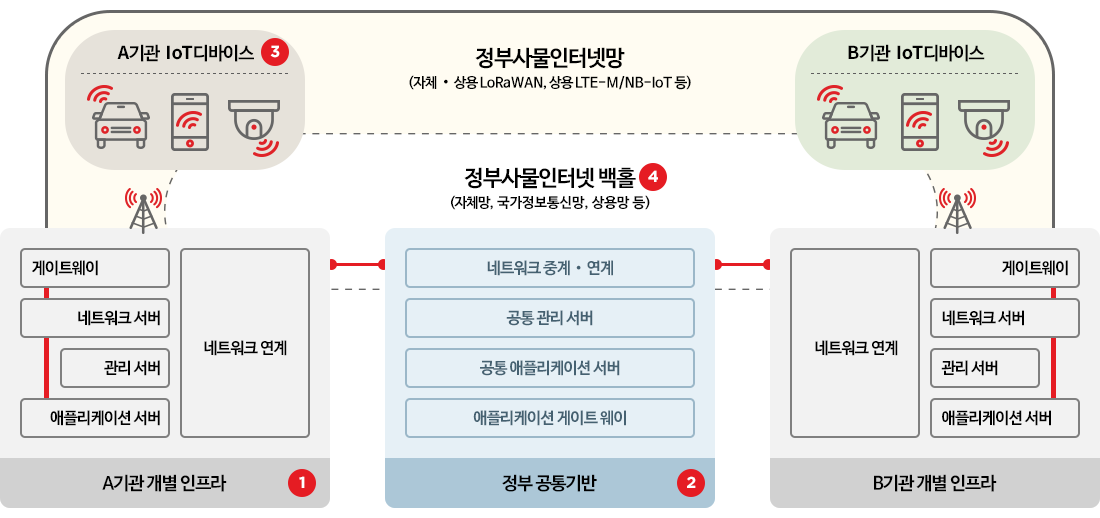 A기관 IoT디바이스 3
정부사물인터넷망
(자체 • 상용 LoRaWAN, 상용 LTE-M/NB-IoT 등)
B기관 IoT디바이스
정부사물인터넷 백홀 4
(자체망, 국가정보통신망, 상용망 등)
게이트웨이
네트워크 서버
관리 서버
애플리케이션 서버
네트워크 연계
A기관 개별 인프라 1
네트워크 중계 • 연계
공통 관리 서버
공통 애플리케이션 서버
애플리케이션 게이트 웨이
정부 공통기반 2
네트워크 연계
게이트웨이
네트워크 서버
관리 서버
애플리케이션 서버
B기관 개별 인프라